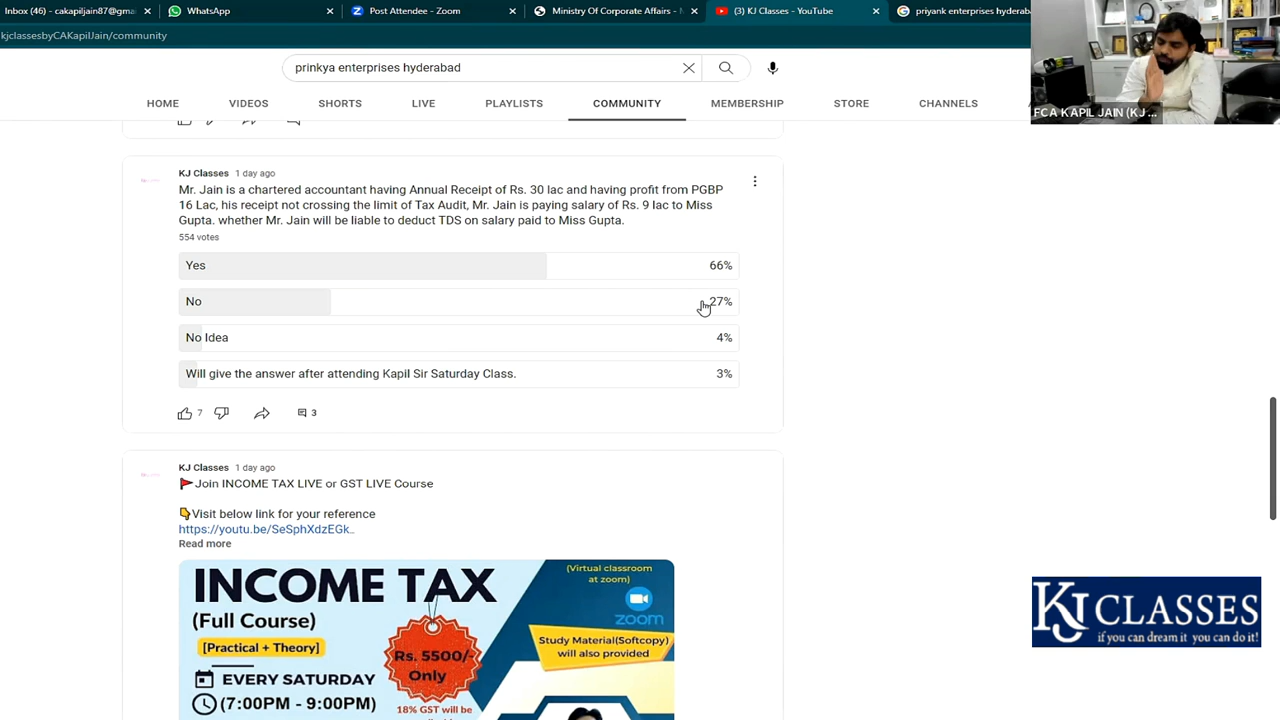 Inbox (46) - cakapiljain87@gma
WhatsApp
Post Attendee - Zoom
Ministry Of Corporate Affairs - M
(3) KJ Classes - YouTube
priyank enterprises hyderaba
kjclassesbyCAKapilJain/community
prinkya enterprises hyderabad
HOME VIDEOS SHORTS LIVE PLAYLISTS COMMUNITY MEMBERSHIP STORE CHANNELS
FCA KAPIL JAIN (KJ ...
KJ Classes 1 day ago
Mr. Jain is a chartered accountant having Annual Receipt of Rs. 30 lac and having profit from PGBP
16 Lac, his receipt not crossing the limit of Tax Audit, Mr. Jain is paying salary of Rs. 9 lac to Miss
Gupta. whether Mr. Jain will be liable to deduct TDS on salary paid to Miss Gupta.
554 votes
Yes 66%
No 27%
No Idea 4%
Will give the answer after attending Kapil Sir Saturday Class. 3%
7 3
KJ Classes 1 day ago
Join INCOME TAX LIVE or GST LIVE Course
Visit below link for your reference
https://youtu.be/SeSphXdzEGk..
Read more
INCOME TAX
(Full Course)
[Practical + Theory]
EVERY SATURDAY
(7:00PM - 9:00PM)
Rs. 5500/-
Only
18% GST will be
(Virtual classroom
at zoom)
zoom
Study Material(Softcopy)
will also provided
KJ CLASSES
if you can dream it you can do it!